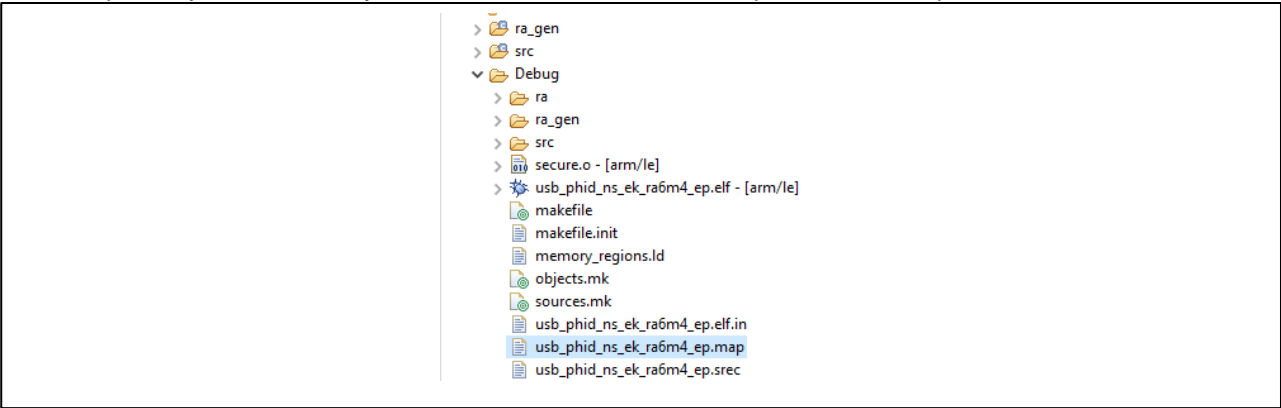 ra_gen
src
Debug
ra
ra_gen
src
secure.o - [arm/le]
usb_phid_ns_ek_ra6m4_ep.elf - [arm/le]
makefile
makefile.init
memory_regions.ld
objects.mk
sources.mk
usb_phid_ns_ek_ra6m4_ep.elf.in
usb_phid_ns_ek_ra6m4_ep.map
usb_phid_ns_ek_ra6m4_ep.srec